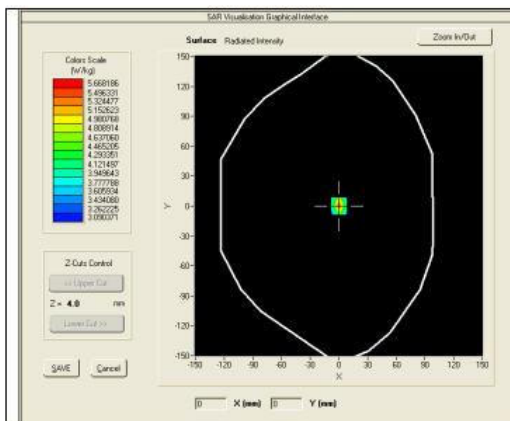 SAR Visualisation Graphical Interface
Surface Radiated Intensity
Zoom In/Out
Colors Scale
(W/kg)
5.668186
5.496331
5.324477
5.152623
4.980768
4.808914
4.637060
4.465205
4.293351
4.121497
3.949643
3.777788
3.605934
3.434080
3.262225
3.090371
Z-Cuts Control
<< Upper Cut
Z = 4.0 mm
Lower Cut >>
SAVE Cancel
150
120
90
60
30
0
-30
-60
-90
-120
-150
Y
-150 -120 -90 -60 -30 0 30 60 90 120 150
X
0 X (mm) 0 Y (mm)